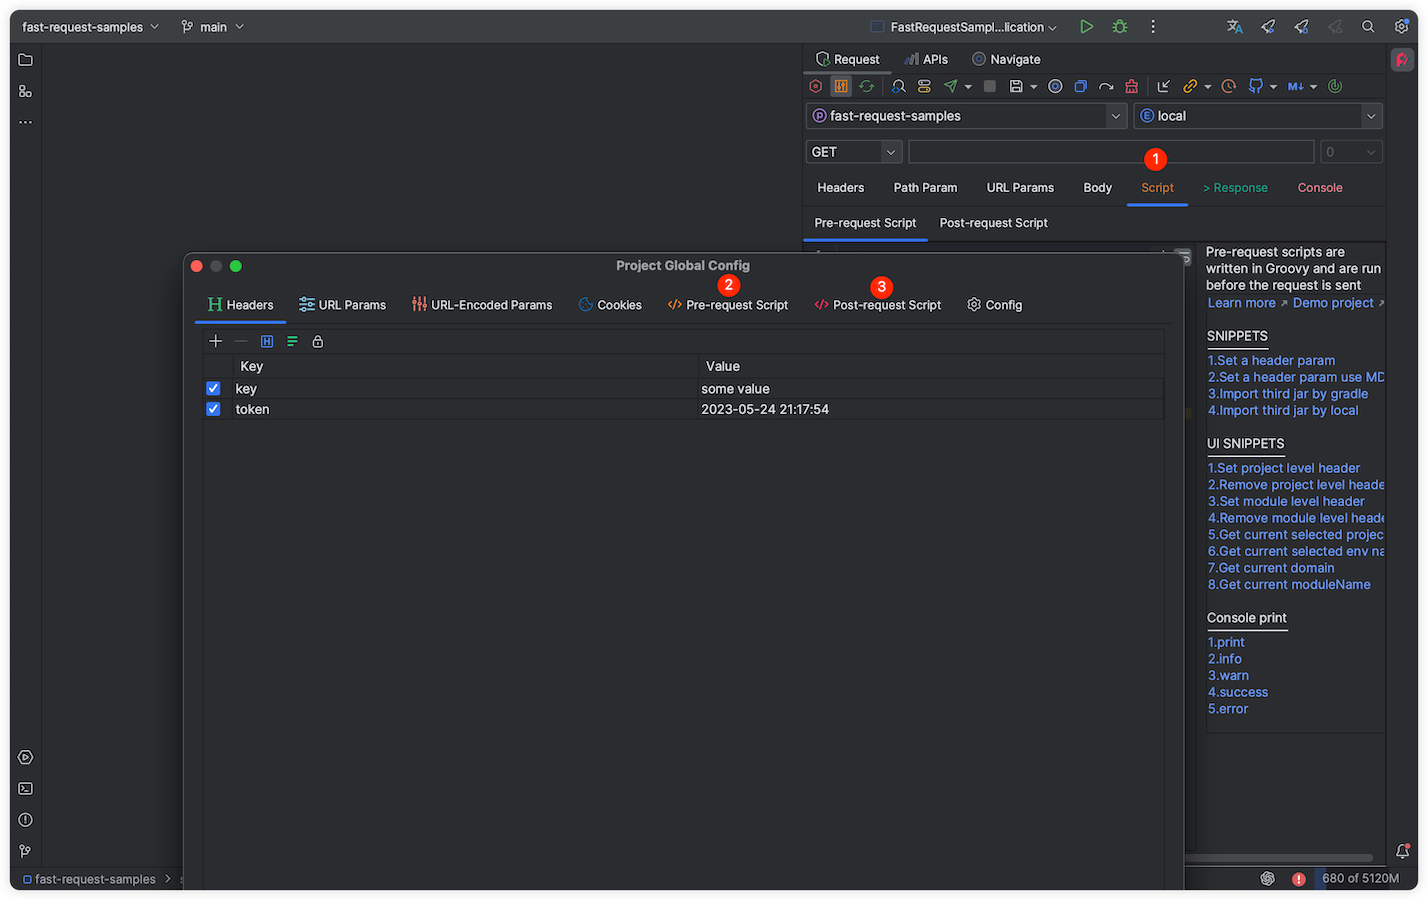 fast-request-samples
main
FastRequestSampl...lication
Request
APIs
Navigate
M↓
fast-request-samples
local
GET
0
1
Headers
Path Param
URL Params
Body
Script
> Response
Console
Pre-request Script
Post-request Script
Pre-request scripts are
written in Groovy and are run
before the request is sent
Learn more ↗ Demo project ↗
SNIPPETS
1.Set a header param
2.Set a header param use MD
3.Import third jar by gradle
4.Import third jar by local
UI SNIPPETS
1.Set project level header
2.Remove project level heade
3.Set module level header
4.Remove module level heade
5.Get current selected projec
6.Get current selected env na
7.Get current domain
8.Get current moduleName
Console print
1.print
2.info
3.warn
4.success
5.error
Project Global Config
2
3
Headers
URL Params
URL-Encoded Params
Cookies
Pre-request Script
Post-request Script
Config
Key
Value
key
some value
token
2023-05-24 21:17:54
fast-request-samples
680 of 5120M